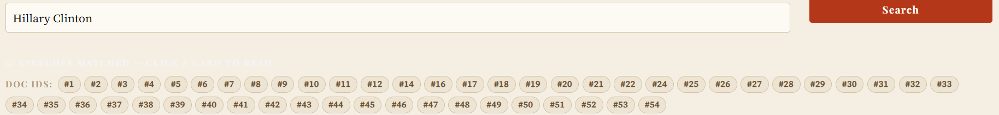 Hillary Clinton
Search
51 SPEECHES MATCHED — CLICK A CARD TO READ
DOC IDS: #1 #2 #3 #4 #5 #6 #7 #8 #9 #10 #11 #12 #14 #16 #17 #18 #19 #20 #21 #22 #24 #25 #26 #27 #28 #29 #30 #31 #32 #33
#34 #35 #36 #37 #38 #39 #40 #41 #42 #43 #44 #45 #46 #47 #48 #49 #50 #51 #52 #53 #54